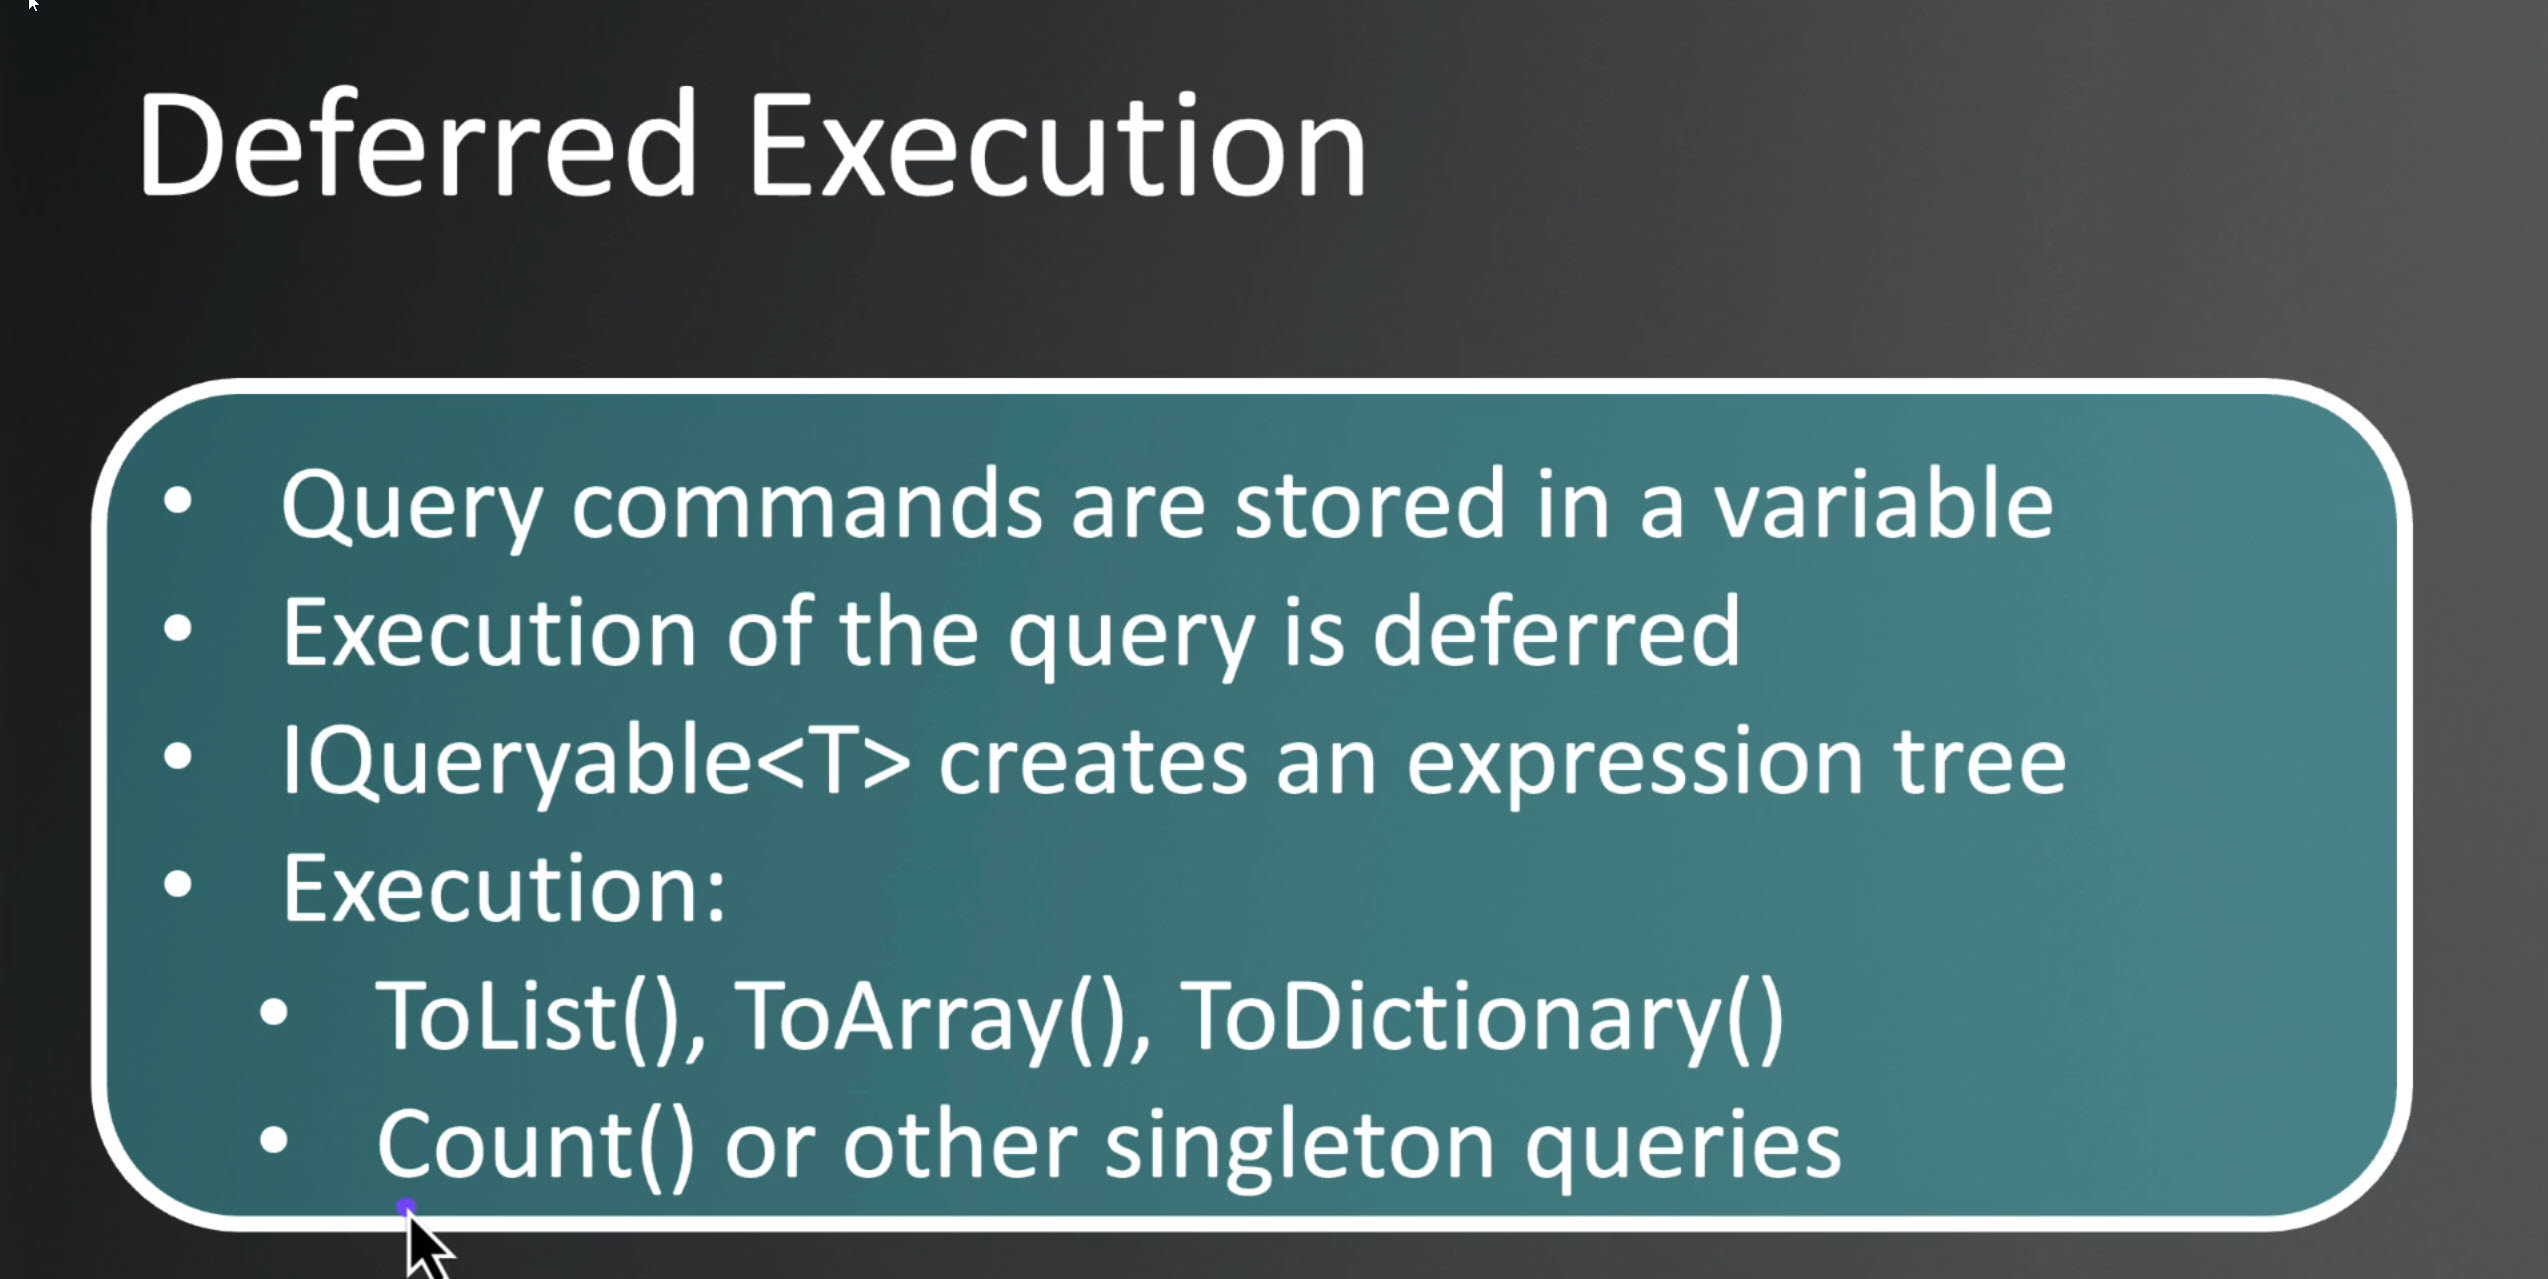 Deferred Execution
• Query commands are stored in a variable
• Execution of the query is deferred
• IQueryable<T> creates an expression tree
• Execution:
• ToList(), ToArray(), ToDictionary()
• Count() or other singleton queries